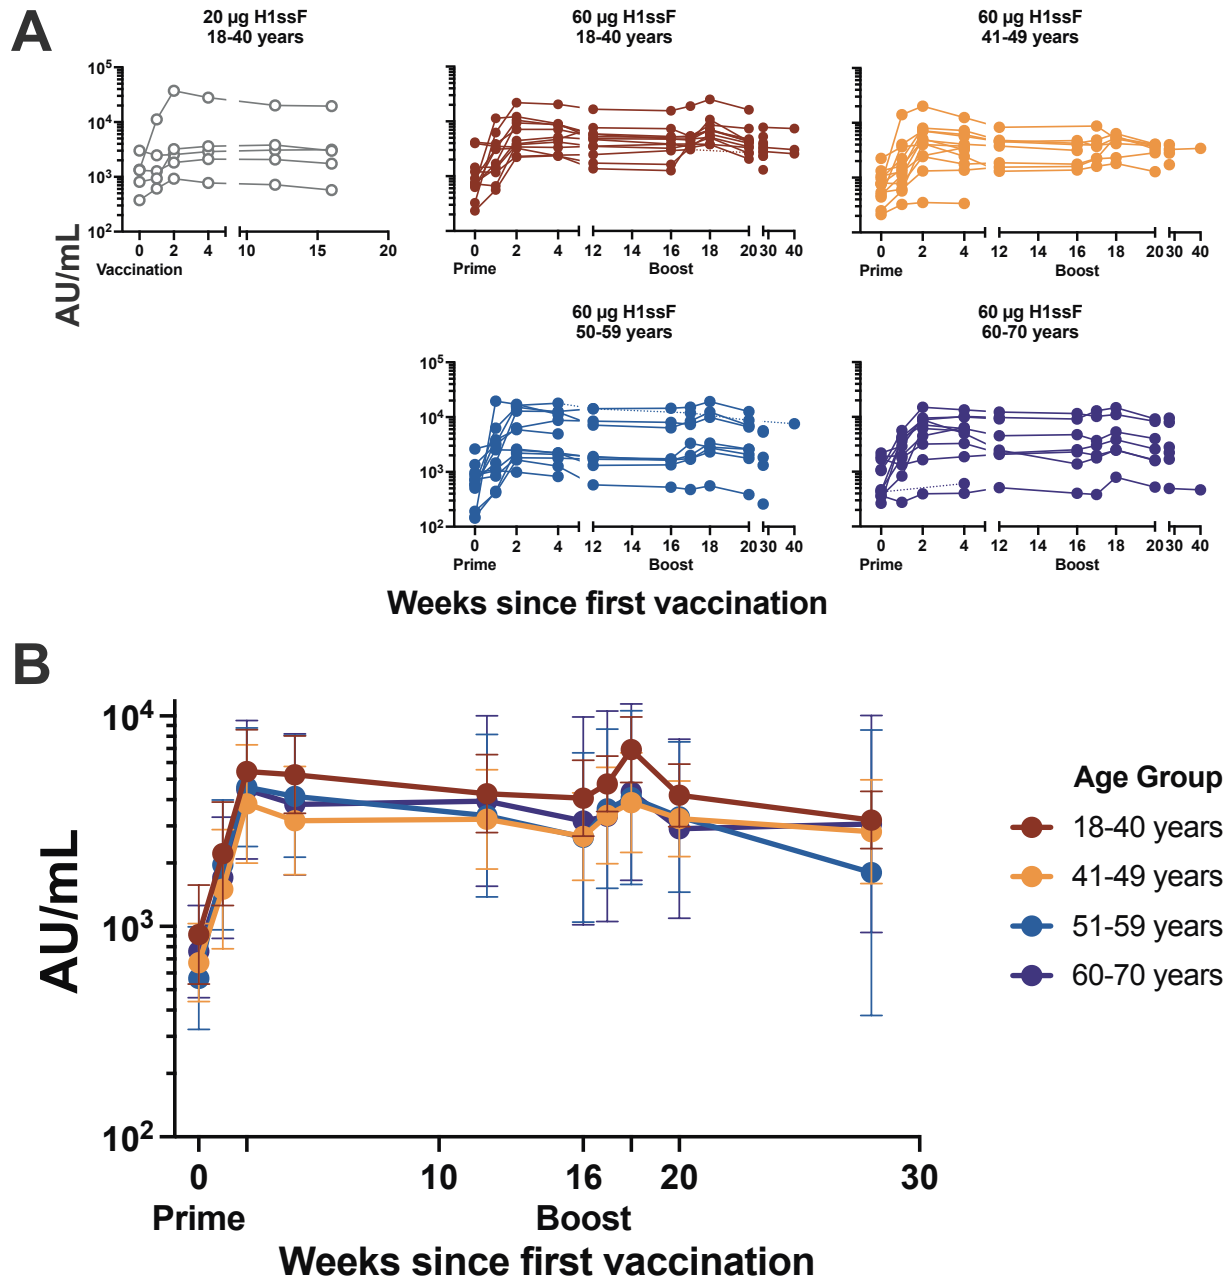 A
20 µg H1ssF
18-40 years
60 µg H1ssF
18-40 years
60 µg H1ssF
41-49 years
AU/mL
10⁵
10⁴
10³
10²
0 2 4 10 15 20
Vaccination
0 2 4 12 14 16 18 20 30 40
Prime Boost
0 2 4 12 14 16 18 20 30 40
Prime Boost
60 µg H1ssF
50-59 years
60 µg H1ssF
60-70 years
10⁵
10⁴
10³
10²
0 2 4 12 14 16 18 20 30 40
Prime Boost
0 2 4 12 14 16 18 20 30 40
Prime Boost
Weeks since first vaccination
B
AU/mL
10⁴
10³
10²
0 10 16 20 30
Prime Boost
Weeks since first vaccination
Age Group
18-40 years
41-49 years
51-59 years
60-70 years